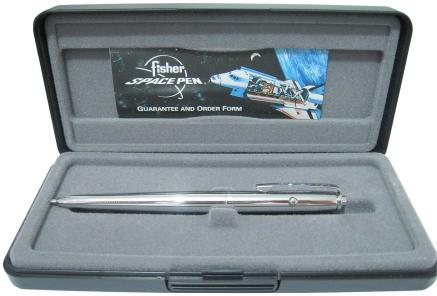 fisher
SPACE PEN
GUARANTEE AND ORDER FORM